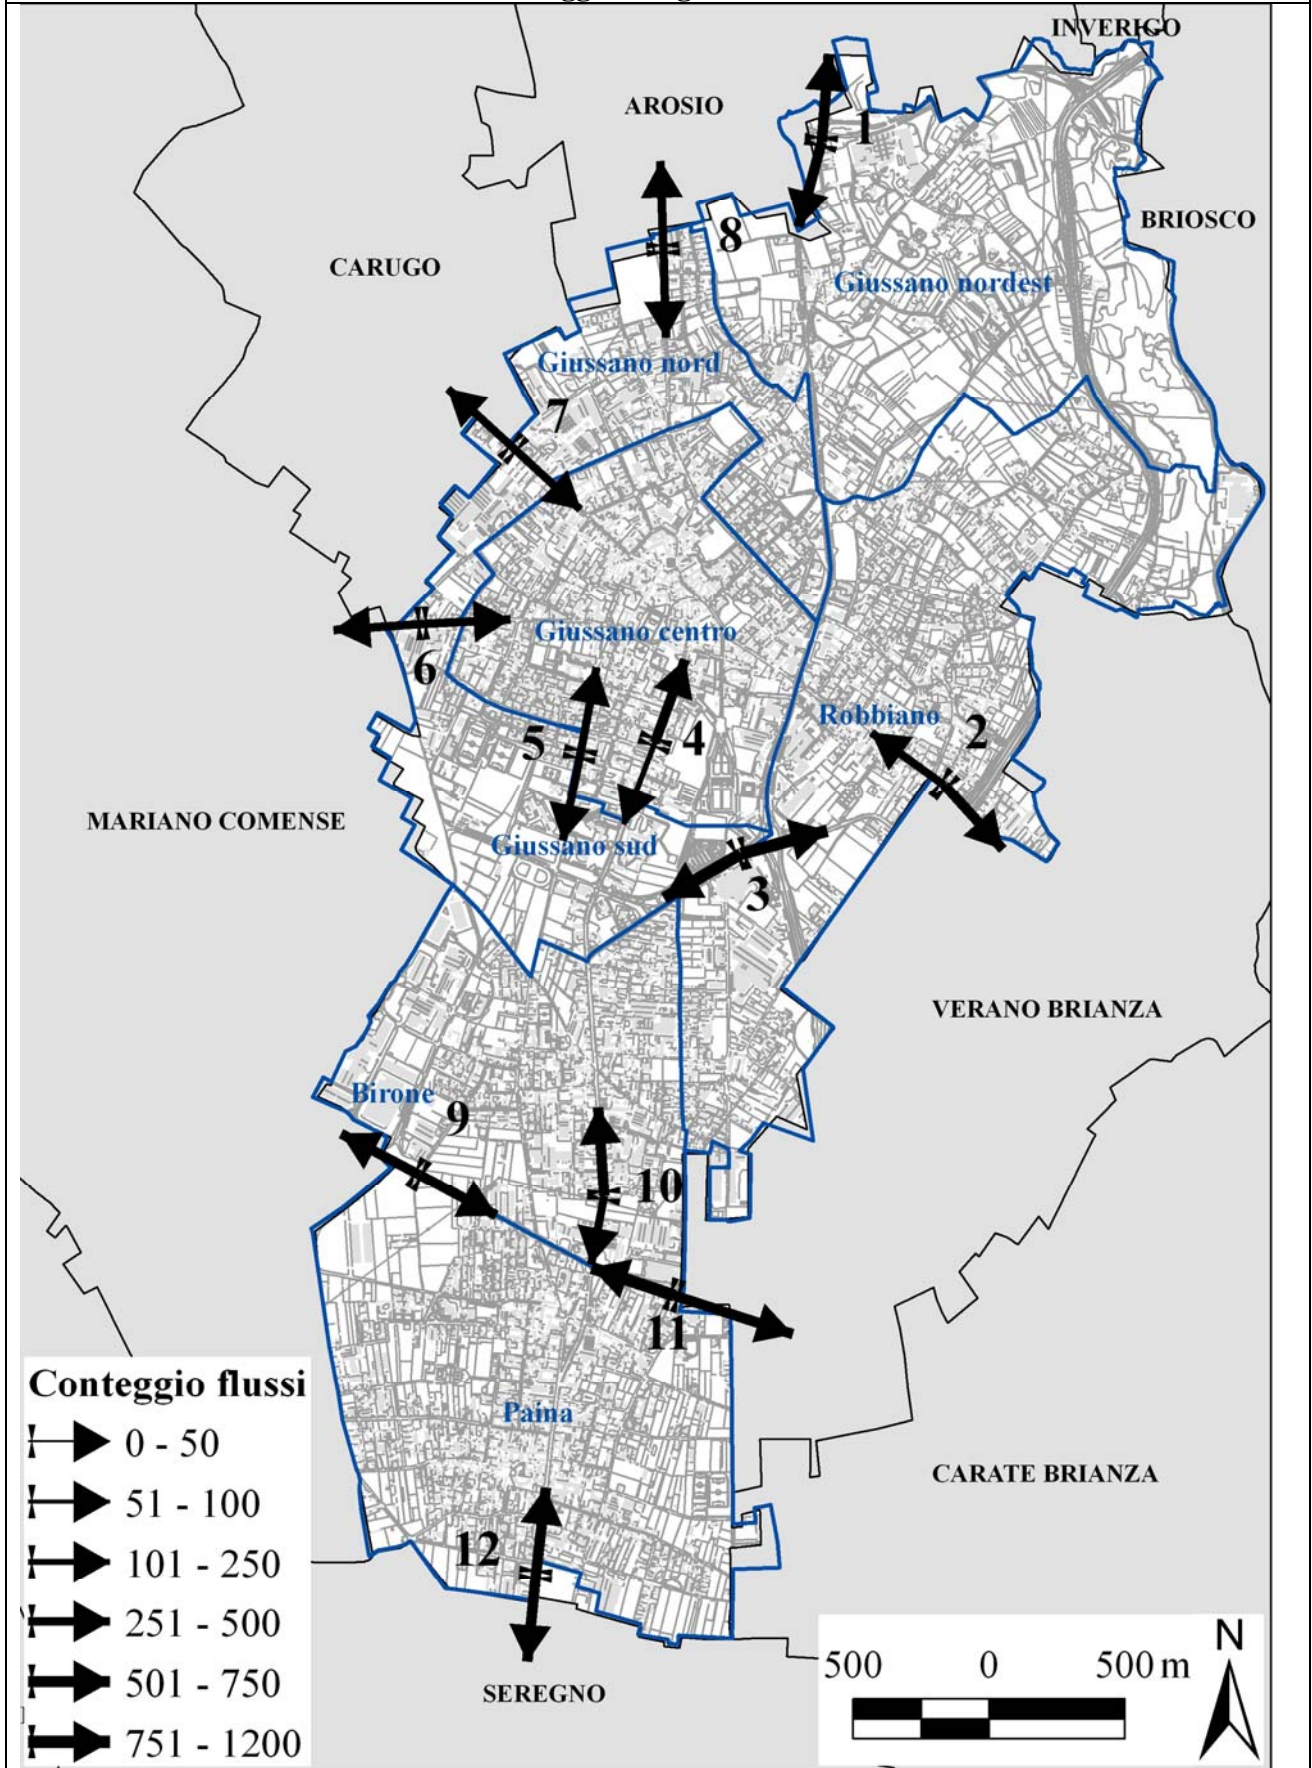 INVERIGO
AROSIO
1
BRIOSCO
8
CARUGO
Giussano nordest
Giussano nord
7
Giussano centro
6
Robbiano
2
5
4
MARIANO COMENSE
Giussano sud
3
VERANO BRIANZA
Birone
9
10
11
Conteggio flussi
0 - 50
51 - 100
101 - 250
251 - 500
501 - 750
751 - 1200
Paina
CARATE BRIANZA
12
SEREGNO
N
500 0 500 m